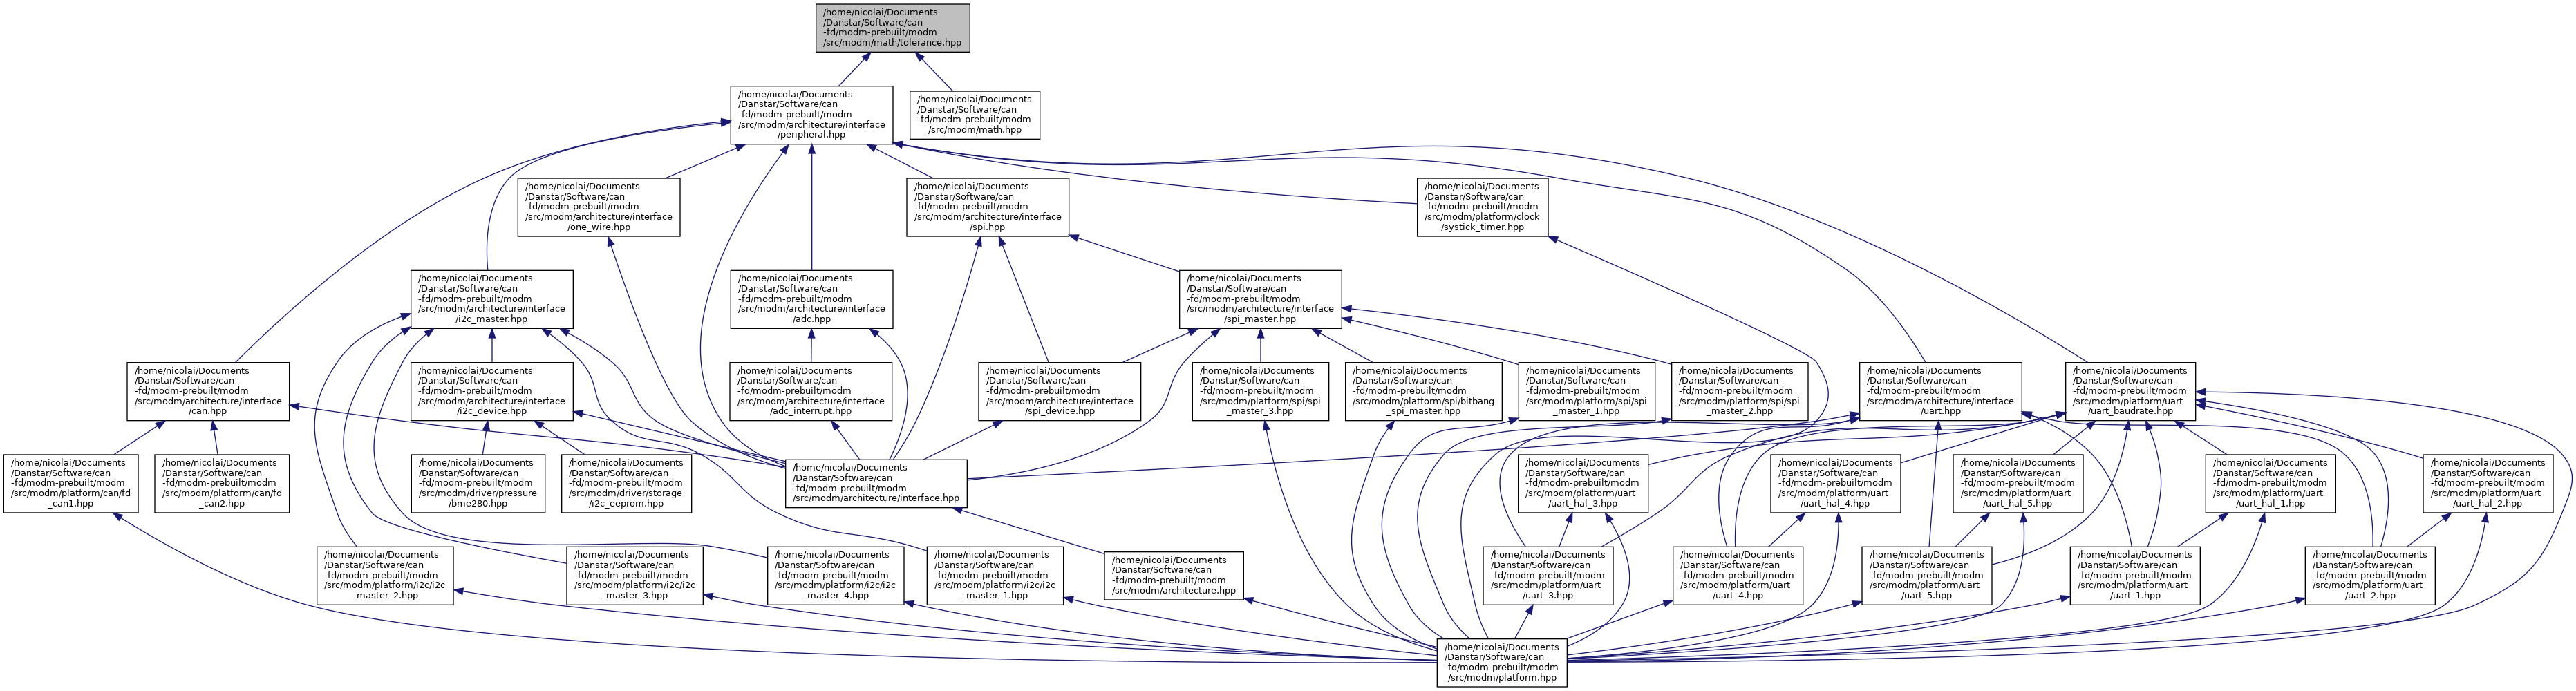 /home/nicolai/Documents
/Danstar/Software/can
-fd/modm-prebuilt/modm
/src/modm/math/tolerance.hpp
/home/nicolai/Documents
/Danstar/Software/can
-fd/modm-prebuilt/modm
/src/modm/architecture/interface
/peripheral.hpp
/home/nicolai/Documents
/Danstar/Software/can
-fd/modm-prebuilt/modm
/src/modm/math.hpp
/home/nicolai/Documents
/Danstar/Software/can
-fd/modm-prebuilt/modm
/src/modm/architecture/interface
/one_wire.hpp
/home/nicolai/Documents
/Danstar/Software/can
-fd/modm-prebuilt/modm
/src/modm/architecture/interface
/spi.hpp
/home/nicolai/Documents
/Danstar/Software/can
-fd/modm-prebuilt/modm
/src/modm/platform/clock
/systick_timer.hpp
/home/nicolai/Documents
/Danstar/Software/can
-fd/modm-prebuilt/modm
/src/modm/architecture/interface
/i2c_master.hpp
/home/nicolai/Documents
/Danstar/Software/can
-fd/modm-prebuilt/modm
/src/modm/architecture/interface
/adc.hpp
/home/nicolai/Documents
/Danstar/Software/can
-fd/modm-prebuilt/modm
/src/modm/architecture/interface
/spi_master.hpp
/home/nicolai/Documents
/Danstar/Software/can
-fd/modm-prebuilt/modm
/src/modm/architecture/interface
/can.hpp
/home/nicolai/Documents
/Danstar/Software/can
-fd/modm-prebuilt/modm
/src/modm/architecture/interface
/i2c_device.hpp
/home/nicolai/Documents
/Danstar/Software/can
-fd/modm-prebuilt/modm
/src/modm/architecture/interface
/adc_interrupt.hpp
/home/nicolai/Documents
/Danstar/Software/can
-fd/modm-prebuilt/modm
/src/modm/architecture/interface
/spi_device.hpp
/home/nicolai/Documents
/Danstar/Software/can
-fd/modm-prebuilt/modm
/src/modm/platform/spi/spi
_master_3.hpp
/home/nicolai/Documents
/Danstar/Software/can
-fd/modm-prebuilt/modm
/src/modm/platform/spi/bitbang
_spi_master.hpp
/home/nicolai/Documents
/Danstar/Software/can
-fd/modm-prebuilt/modm
/src/modm/platform/spi/spi
_master_1.hpp
/home/nicolai/Documents
/Danstar/Software/can
-fd/modm-prebuilt/modm
/src/modm/platform/spi/spi
_master_2.hpp
/home/nicolai/Documents
/Danstar/Software/can
-fd/modm-prebuilt/modm
/src/modm/architecture/interface
/uart.hpp
/home/nicolai/Documents
/Danstar/Software/can
-fd/modm-prebuilt/modm
/src/modm/platform/uart
/uart_baudrate.hpp
/home/nicolai/Documents
/Danstar/Software/can
-fd/modm-prebuilt/modm
/src/modm/platform/can/fd
_can1.hpp
/home/nicolai/Documents
/Danstar/Software/can
-fd/modm-prebuilt/modm
/src/modm/platform/can/fd
_can2.hpp
/home/nicolai/Documents
/Danstar/Software/can
-fd/modm-prebuilt/modm
/src/modm/driver/pressure
/bme280.hpp
/home/nicolai/Documents
/Danstar/Software/can
-fd/modm-prebuilt/modm
/src/modm/driver/storage
/i2c_eeprom.hpp
/home/nicolai/Documents
/Danstar/Software/can
-fd/modm-prebuilt/modm
/src/modm/architecture/interface.hpp
/home/nicolai/Documents
/Danstar/Software/can
-fd/modm-prebuilt/modm
/src/modm/platform/uart
/uart_hal_3.hpp
/home/nicolai/Documents
/Danstar/Software/can
-fd/modm-prebuilt/modm
/src/modm/platform/uart
/uart_hal_4.hpp
/home/nicolai/Documents
/Danstar/Software/can
-fd/modm-prebuilt/modm
/src/modm/platform/uart
/uart_hal_5.hpp
/home/nicolai/Documents
/Danstar/Software/can
-fd/modm-prebuilt/modm
/src/modm/platform/uart
/uart_hal_1.hpp
/home/nicolai/Documents
/Danstar/Software/can
-fd/modm-prebuilt/modm
/src/modm/platform/uart
/uart_hal_2.hpp
/home/nicolai/Documents
/Danstar/Software/can
-fd/modm-prebuilt/modm
/src/modm/platform/i2c/i2c
_master_2.hpp
/home/nicolai/Documents
/Danstar/Software/can
-fd/modm-prebuilt/modm
/src/modm/platform/i2c/i2c
_master_3.hpp
/home/nicolai/Documents
/Danstar/Software/can
-fd/modm-prebuilt/modm
/src/modm/platform/i2c/i2c
_master_4.hpp
/home/nicolai/Documents
/Danstar/Software/can
-fd/modm-prebuilt/modm
/src/modm/platform/i2c/i2c
_master_1.hpp
/home/nicolai/Documents
/Danstar/Software/can
-fd/modm-prebuilt/modm
/src/modm/architecture.hpp
/home/nicolai/Documents
/Danstar/Software/can
-fd/modm-prebuilt/modm
/src/modm/platform/uart
/uart_3.hpp
/home/nicolai/Documents
/Danstar/Software/can
-fd/modm-prebuilt/modm
/src/modm/platform/uart
/uart_4.hpp
/home/nicolai/Documents
/Danstar/Software/can
-fd/modm-prebuilt/modm
/src/modm/platform/uart
/uart_5.hpp
/home/nicolai/Documents
/Danstar/Software/can
-fd/modm-prebuilt/modm
/src/modm/platform/uart
/uart_1.hpp
/home/nicolai/Documents
/Danstar/Software/can
-fd/modm-prebuilt/modm
/src/modm/platform/uart
/uart_2.hpp
/home/nicolai/Documents
/Danstar/Software/can
-fd/modm-prebuilt/modm
/src/modm/platform.hpp